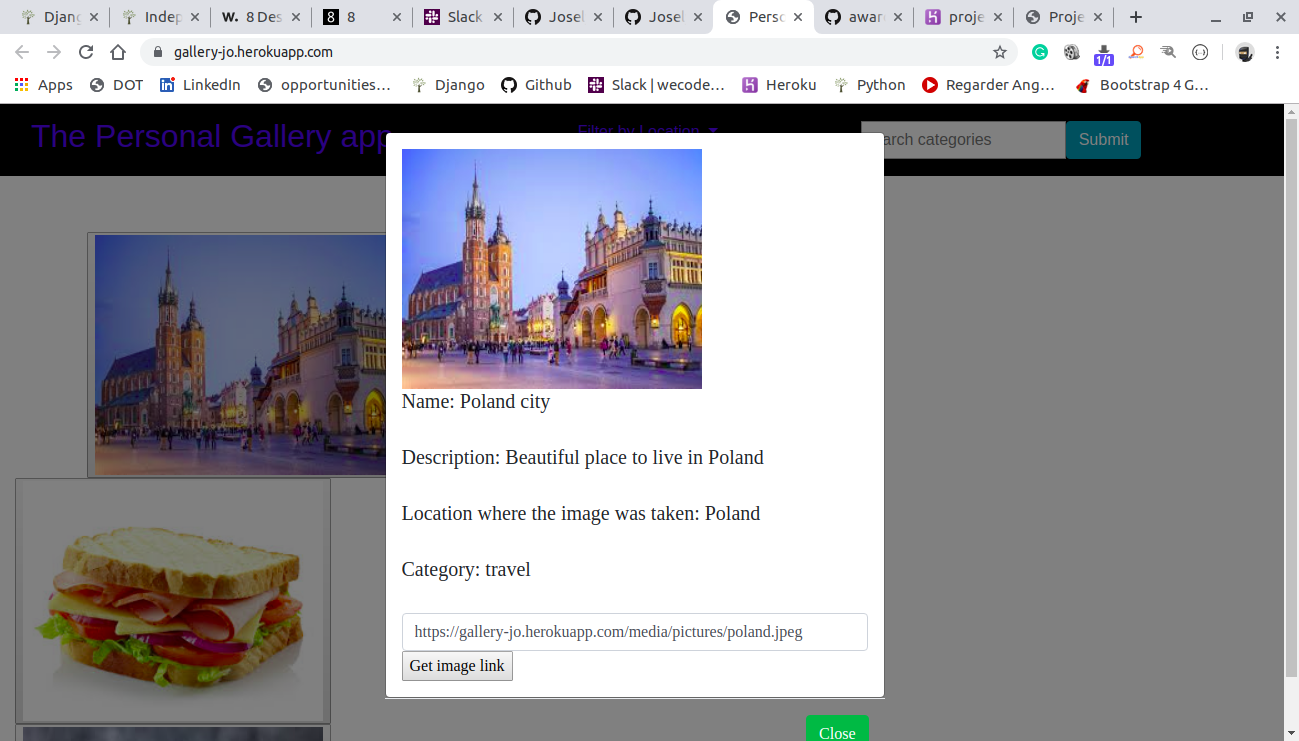 Djang
Indep
W. 8 Des
8 8
Slack
Josel
Josel
Perso
awar
proje
Proje
gallery-jo.herokuapp.com
1/1
Apps
DOT
LinkedIn
opportunities…
Django
Github
Slack | wecode…
Heroku
Python
Regarder Ang…
Bootstrap 4 G…
The Personal Gallery app
Filter by Location
arch categories
Submit
Name: Poland city
Description: Beautiful place to live in Poland
Location where the image was taken: Poland
Category: travel
https://gallery-jo.herokuapp.com/media/pictures/poland.jpeg
Get image link
Close